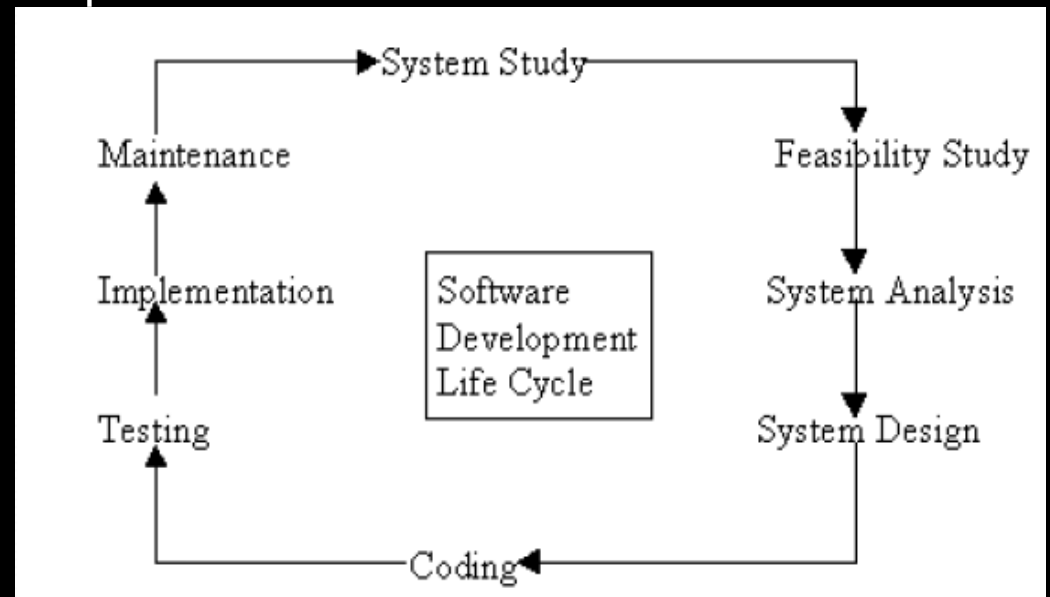 System Study
Maintenance
Feasibility Study
Implementation
Software
Development
Life Cycle
System Analysis
Testing
System Design
Coding